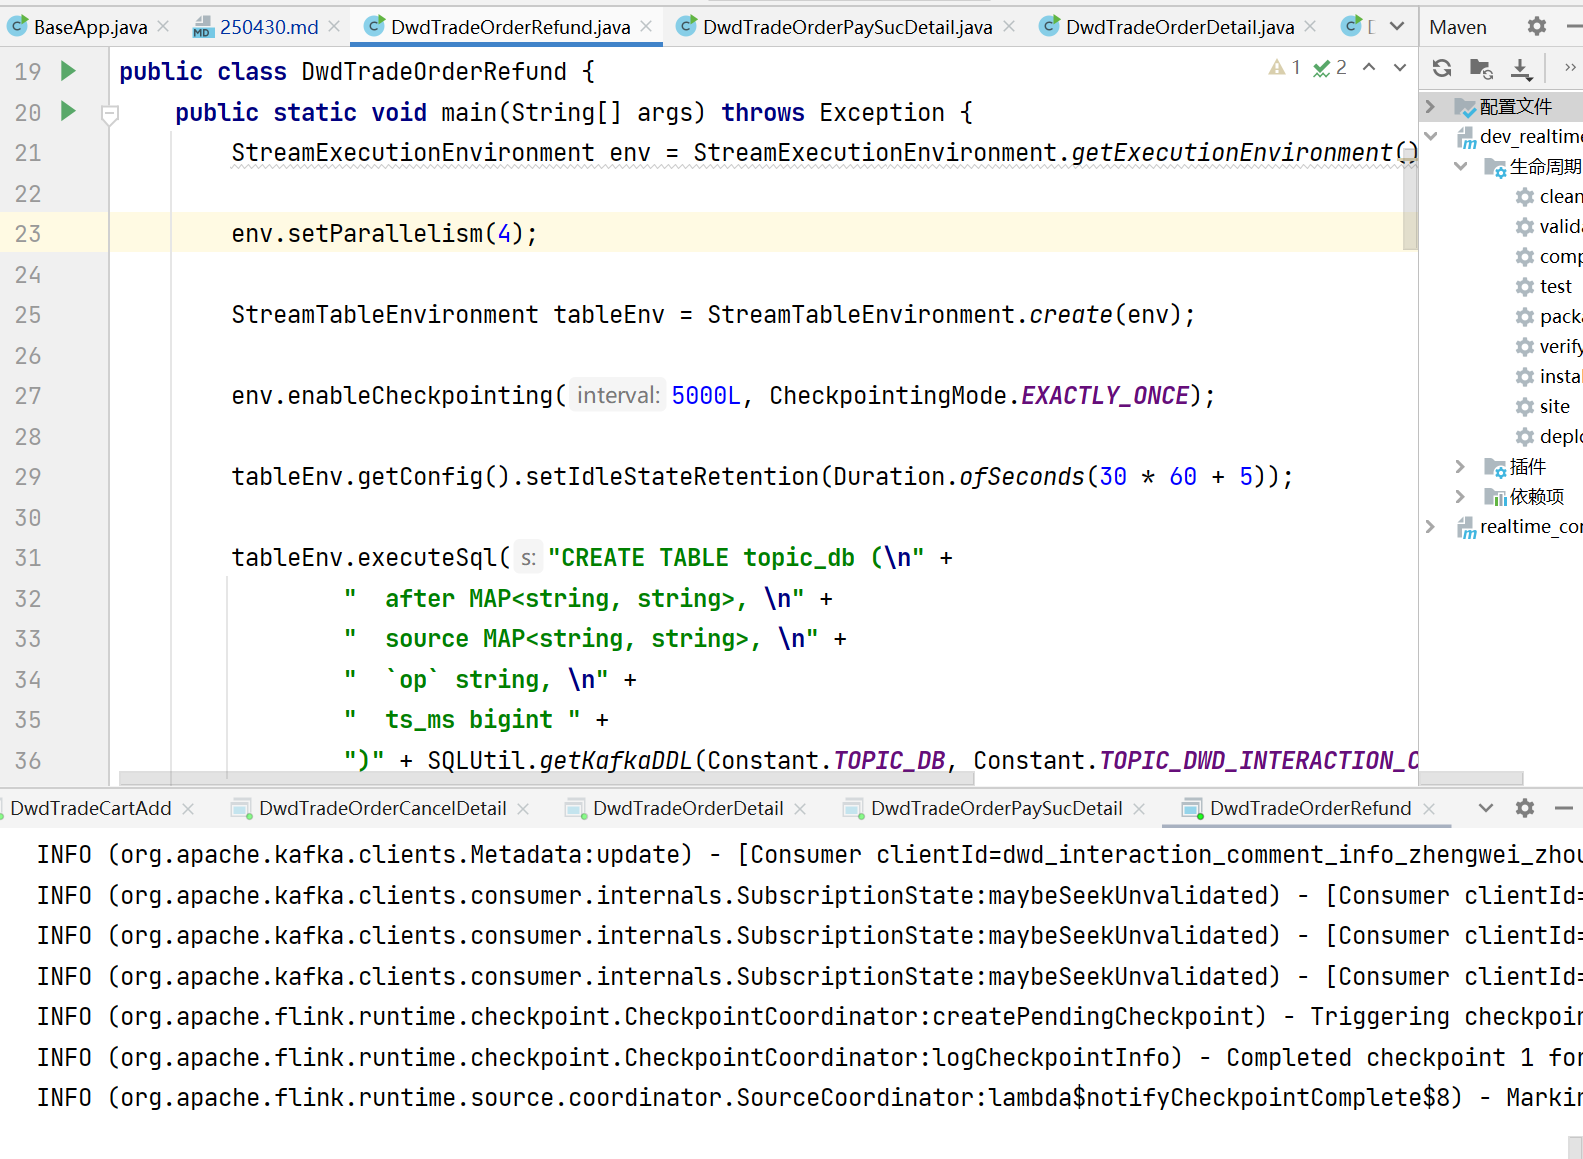 BaseApp.java
250430.md
DwdTradeOrderRefund.java
DwdTradeOrderPaySucDetail.java
DwdTradeOrderDetail.java
Maven
1 2
19 public class DwdTradeOrderRefund {
20 public static void main(String[] args) throws Exception {
21 StreamExecutionEnvironment env = StreamExecutionEnvironment.getExecutionEnvironment()
22
23 env.setParallelism(4);
24
25 StreamTableEnvironment tableEnv = StreamTableEnvironment.create(env);
26
27 env.enableCheckpointing( interval: 5000L, CheckpointingMode.EXACTLY_ONCE);
28
29 tableEnv.getConfig().setIdleStateRetention(Duration.ofSeconds(30 * 60 + 5));
30
31 tableEnv.executeSql( s: "CREATE TABLE topic_db (\n" +
32 "  after MAP<string, string>, \n" +
33 "  source MAP<string, string>, \n" +
34 "  `op` string, \n" +
35 "  ts_ms bigint " +
36 ")" + SQLUtil.getKafkaDDL(Constant.TOPIC_DB, Constant.TOPIC_DWD_INTERACTION_C
配置文件
dev_realtime
生命周期
clean
valida
comp
test
packa
verify
instal
site
deplo
插件
依赖项
realtime_con
DwdTradeCartAdd
DwdTradeOrderCancelDetail
DwdTradeOrderDetail
DwdTradeOrderPaySucDetail
DwdTradeOrderRefund
INFO (org.apache.kafka.clients.Metadata:update) - [Consumer clientId=dwd_interaction_comment_info_zhengwei_zhou
INFO (org.apache.kafka.clients.consumer.internals.SubscriptionState:maybeSeekUnvalidated) - [Consumer clientId=
INFO (org.apache.kafka.clients.consumer.internals.SubscriptionState:maybeSeekUnvalidated) - [Consumer clientId=
INFO (org.apache.kafka.clients.consumer.internals.SubscriptionState:maybeSeekUnvalidated) - [Consumer clientId=
INFO (org.apache.flink.runtime.checkpoint.CheckpointCoordinator:createPendingCheckpoint) - Triggering checkpoin
INFO (org.apache.flink.runtime.checkpoint.CheckpointCoordinator:logCheckpointInfo) - Completed checkpoint 1 for
INFO (org.apache.flink.runtime.source.coordinator.SourceCoordinator:lambda$notifyCheckpointComplete$8) - Markin